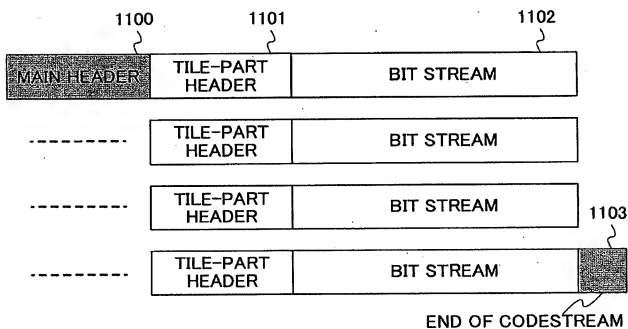 1100 1101 1102
MAIN HEADER TILE-PART HEADER BIT STREAM
TILE-PART HEADER BIT STREAM
TILE-PART HEADER BIT STREAM
1103
TILE-PART HEADER BIT STREAM
END OF CODESTREAM